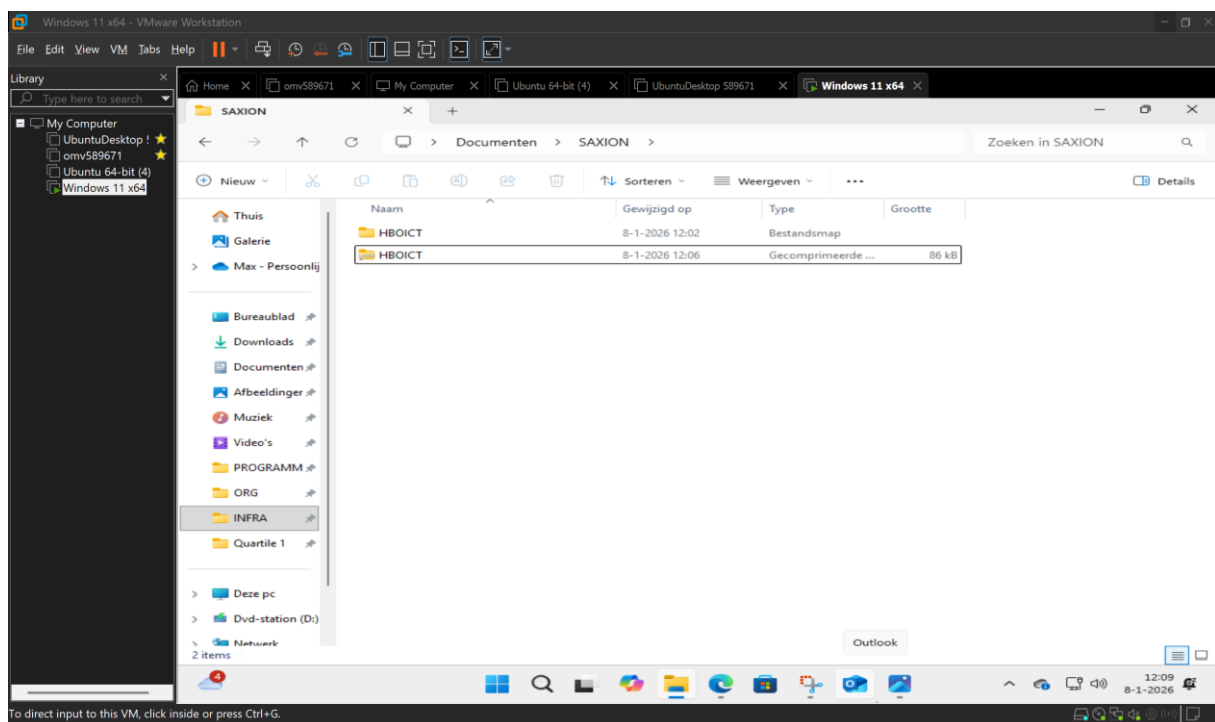 Windows 11 x64 - VMware Workstation
File Edit View VM Tabs Help
Library
Type here to search
My Computer
UbuntuDesktop !
omv589671
Ubuntu 64-bit (4)
Windows 11 x64
Home omv589671 My Computer Ubuntu 64-bit (4) UbuntuDesktop 589671 Windows 11 x64
SAXION
Documenten > SAXION >
Zoeken in SAXION
Nieuw Sorteren Weergeven ... Details
Thuis
Galerie
Max - Persoonlij
Bureaublad
Downloads
Documenten
Afbeeldinger
Muziek
Video's
PROGRAMM
ORG
INFRA
Quartile 1
Deze pc
Dvd-station (D:)
Netwerk
2 items
Naam Gewijzigd op Type Grootte
HBOICT 8-1-2026 12:02 Bestandsmap
HBOICT 8-1-2026 12:06 Gecomprimeerde ... 86 kB
Outlook
4
12:09
8-1-2026
To direct input to this VM, click inside or press Ctrl+G.